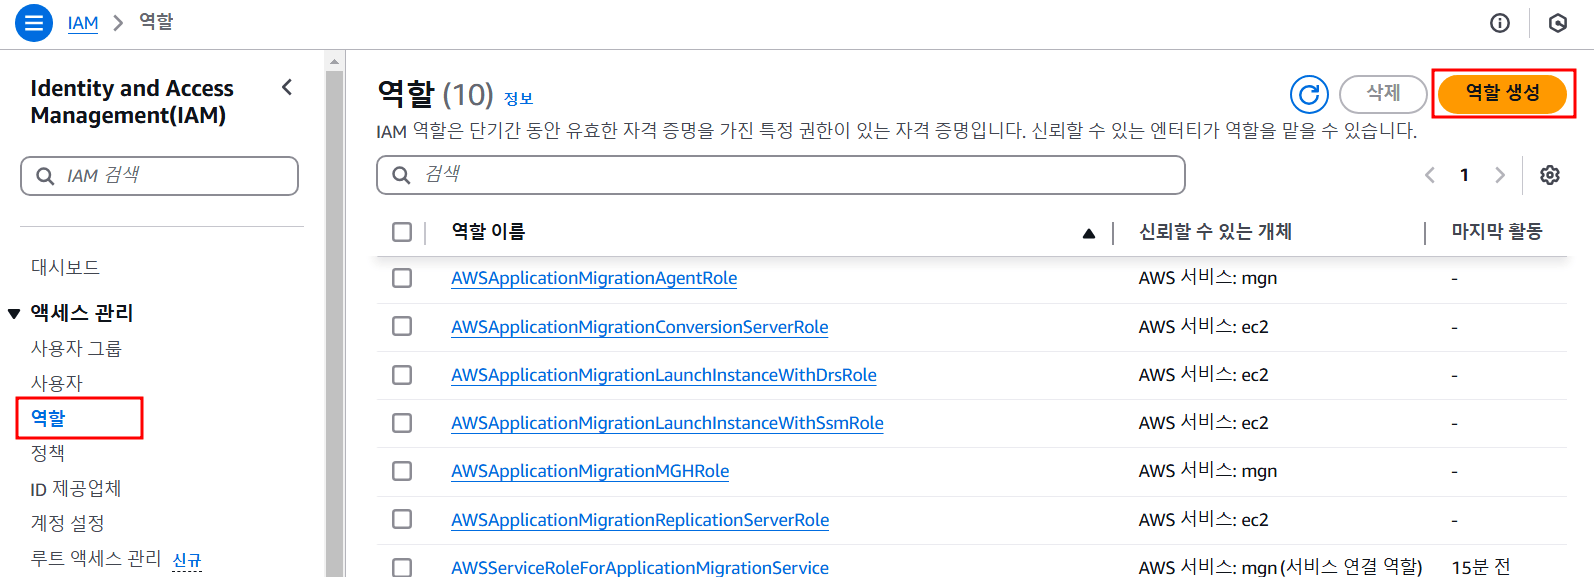 IAM > 역할
Identity and Access
Management(IAM)
IAM 검색
대시보드
액세스 관리
사용자 그룹
사용자
역할
정책
ID 제공업체
계정 설정
루트 액세스 관리 신규
역할 (10) 정보
삭제
역할 생성
IAM 역할은 단기간 동안 유효한 자격 증명을 가진 특정 권한이 있는 자격 증명입니다. 신뢰할 수 있는 엔터티가 역할을 맡을 수 있습니다.
검색
1
역할 이름 신뢰할 수 있는 개체 마지막 활동
AWSApplicationMigrationAgentRole AWS 서비스: mgn -
AWSApplicationMigrationConversionServerRole AWS 서비스: ec2 -
AWSApplicationMigrationLaunchInstanceWithDrsRole AWS 서비스: ec2 -
AWSApplicationMigrationLaunchInstanceWithSsmRole AWS 서비스: ec2 -
AWSApplicationMigrationMGHRole AWS 서비스: mgn -
AWSApplicationMigrationReplicationServerRole AWS 서비스: ec2 -
AWSServiceRoleForApplicationMigrationService AWS 서비스: mgn (서비스 연결 역할) 15분 전